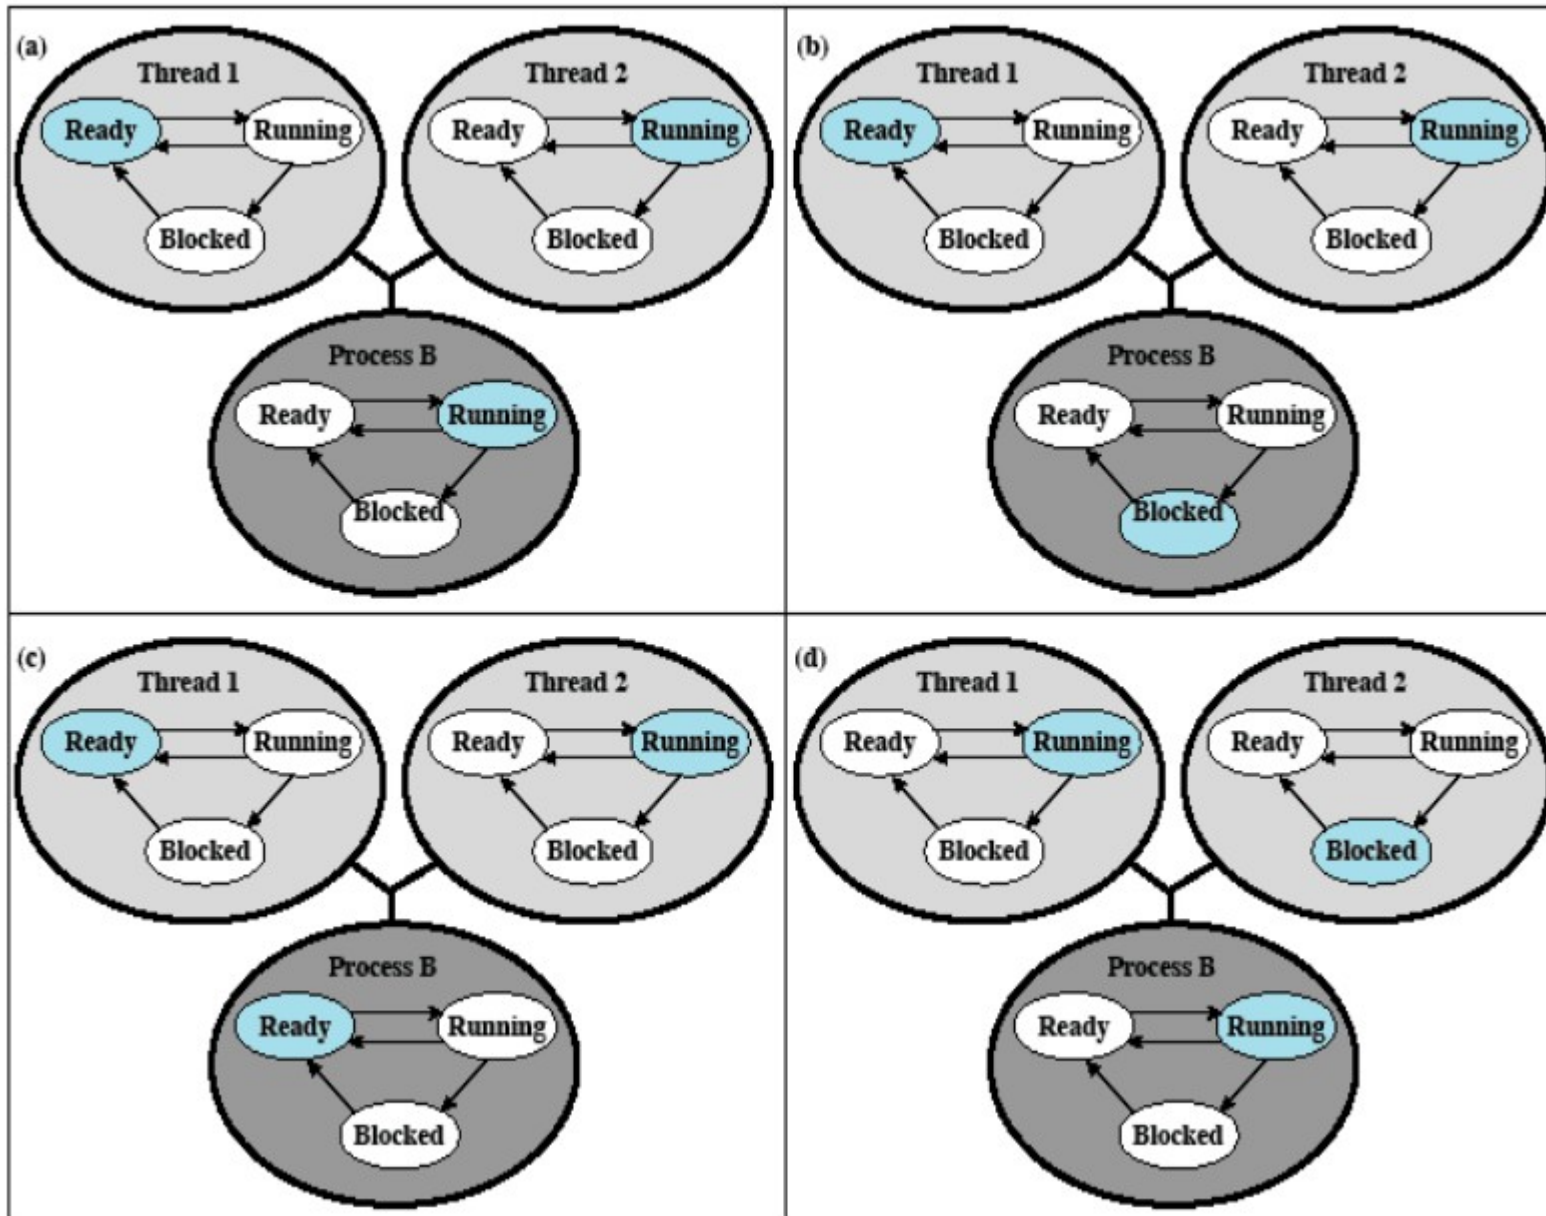 (a)
Thread 1
Ready
Running
Blocked
Thread 2
Ready
Running
Blocked
Process B
Ready
Running
Blocked
(b)
Thread 1
Ready
Running
Blocked
Thread 2
Ready
Running
Blocked
Process B
Ready
Running
Blocked
(c)
Thread 1
Ready
Running
Blocked
Thread 2
Ready
Running
Blocked
Process B
Ready
Running
Blocked
(d)
Thread 1
Ready
Running
Blocked
Thread 2
Ready
Running
Blocked
Process B
Ready
Running
Blocked